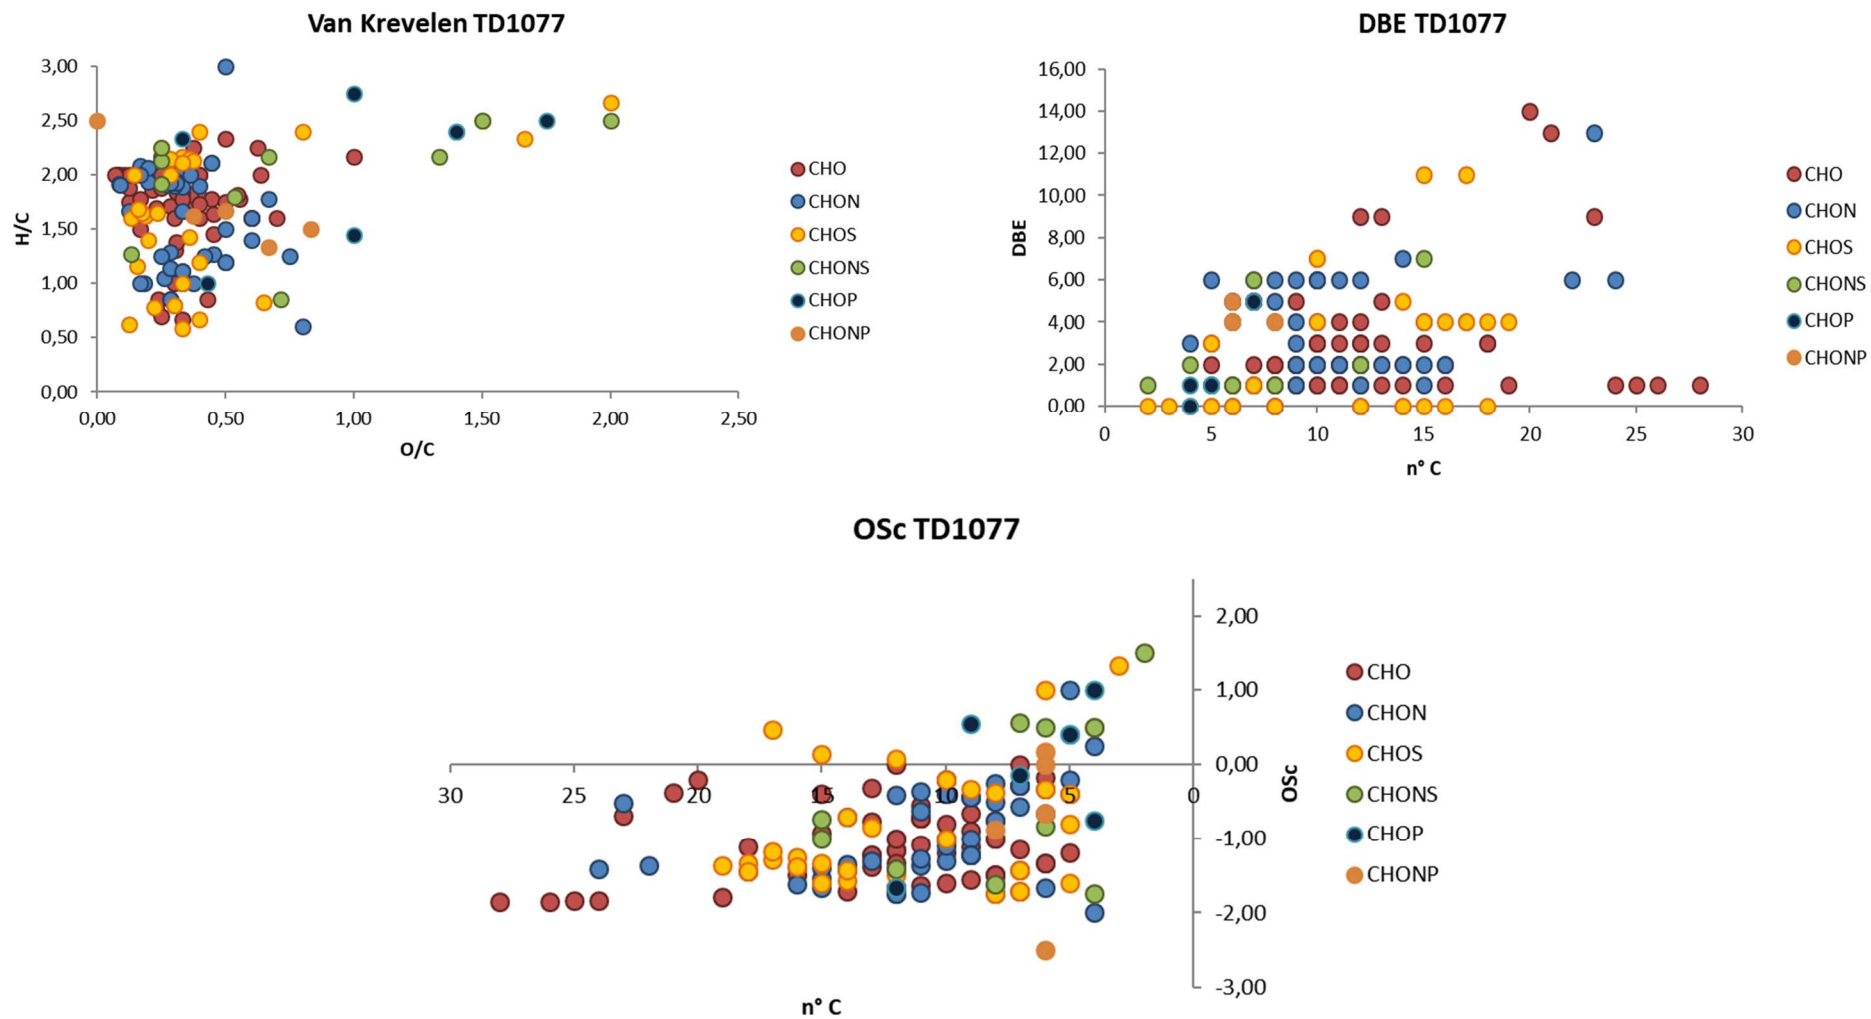 Van Krevelen TD1077
3,00
2,50
2,00
1,50
1,00
0,50
0,00
H/C
0,00 0,50 1,00 1,50 2,00 2,50
O/C
CHO
CHON
CHOS
CHONS
CHOP
CHONP
DBE TD1077
16,00
14,00
12,00
10,00
8,00
6,00
4,00
2,00
0,00
DBE
0 5 10 15 20 25 30
n° C
CHO
CHON
CHOS
CHONS
CHOP
CHONP
OSc TD1077
2,00
1,00
0,00
-1,00
-2,00
-3,00
OSc
30 25 20 15 10 5 0
n° C
CHO
CHON
CHOS
CHONS
CHOP
CHONP